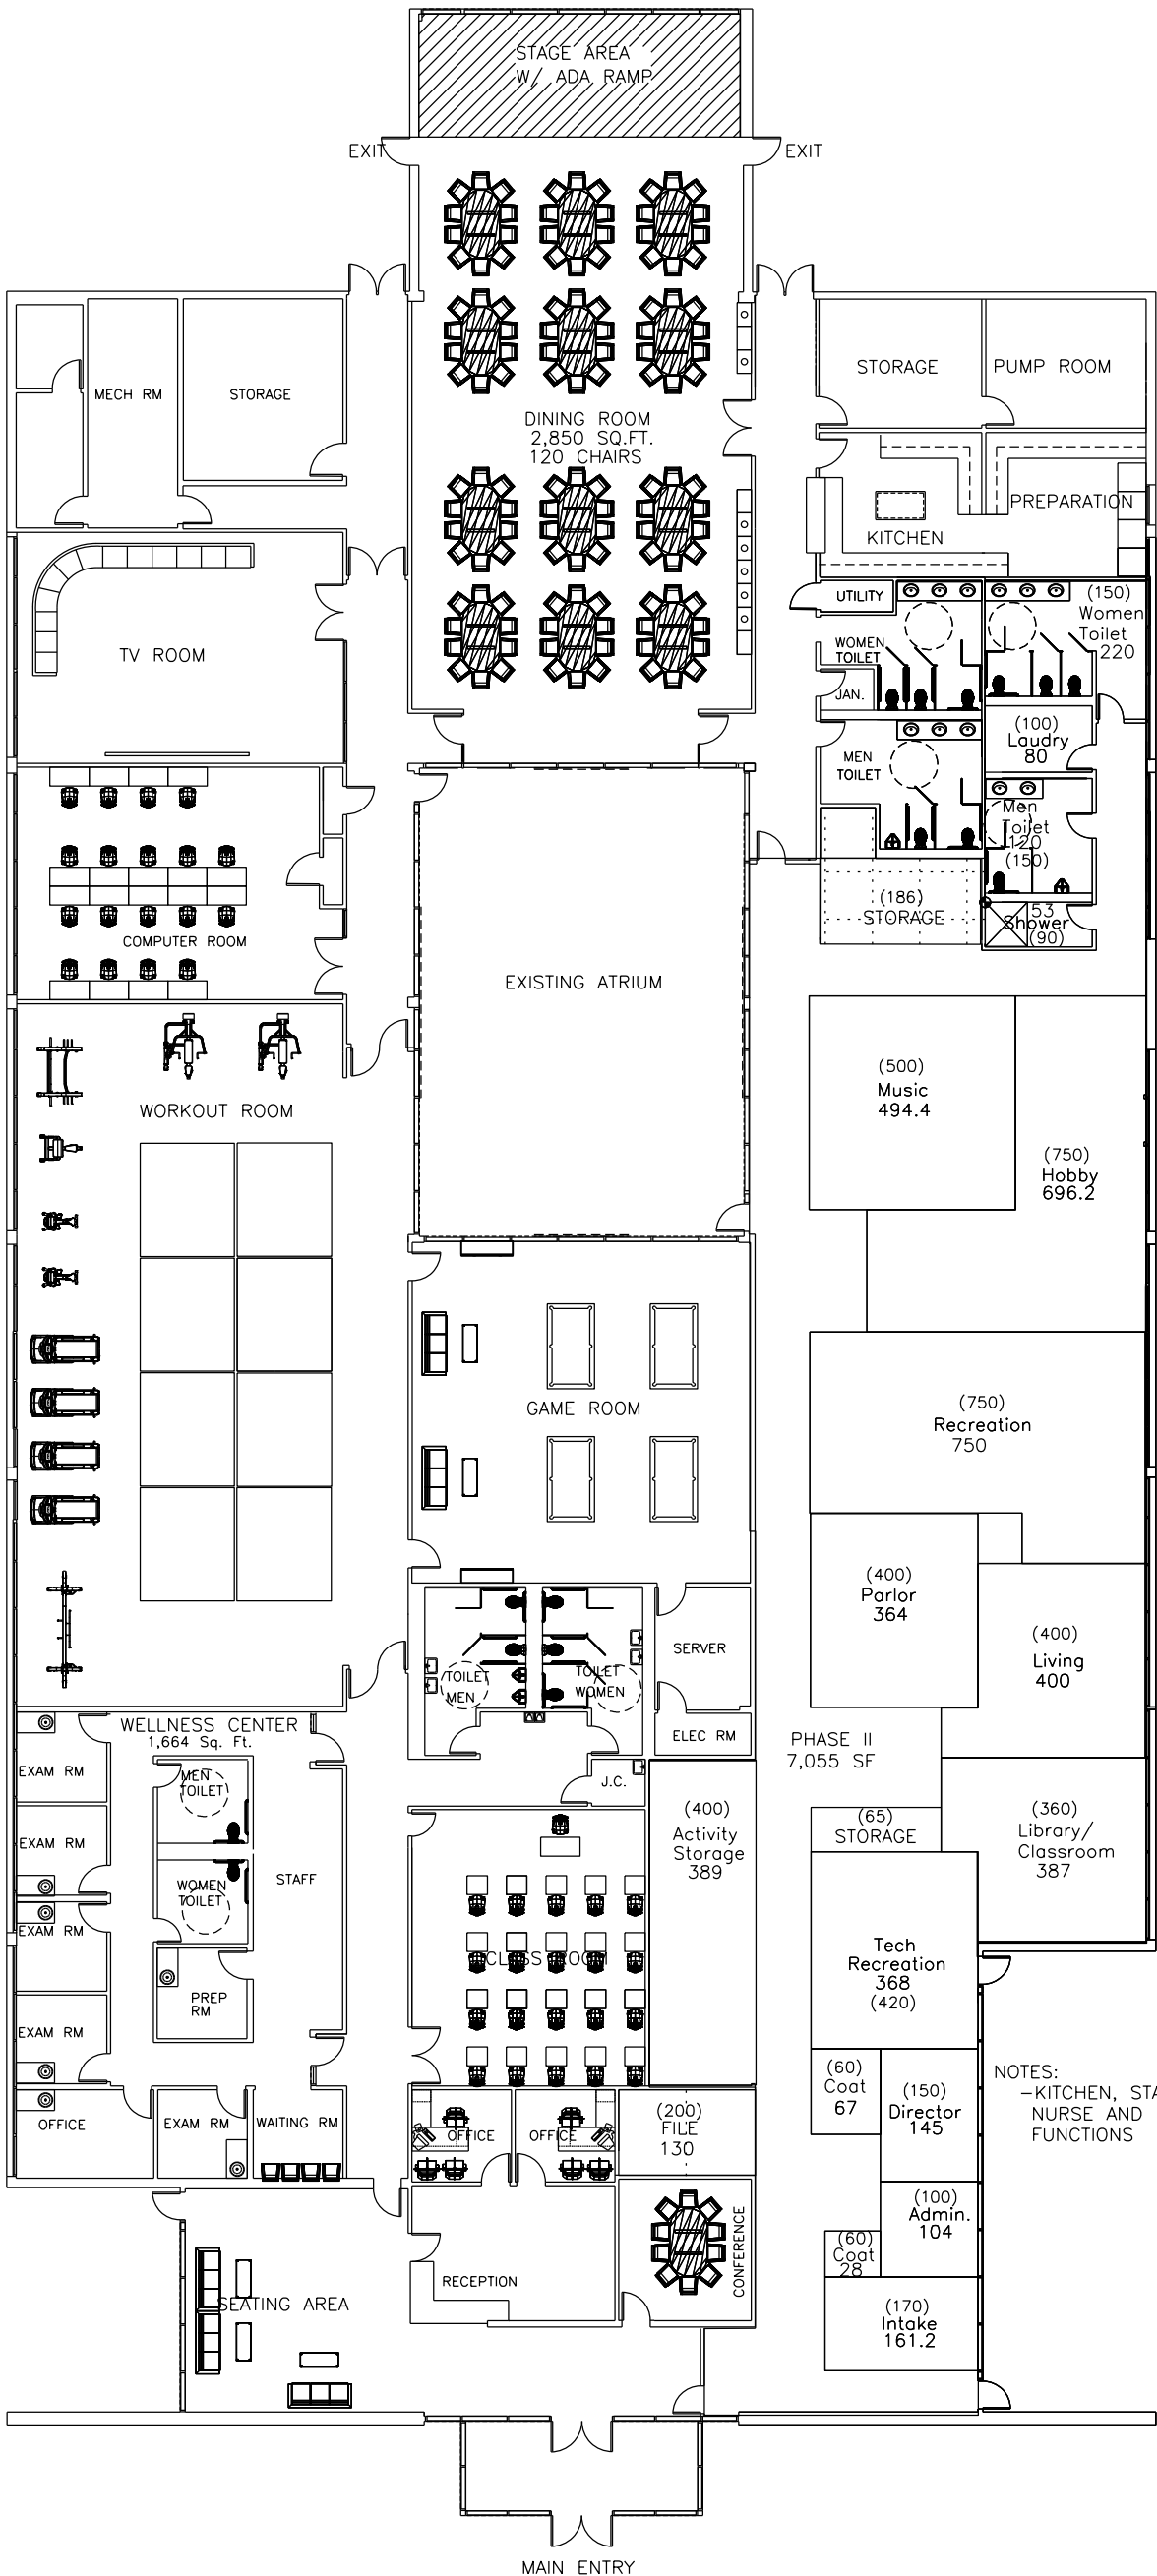 STAGE AREA
W/ ADA RAMP
EXIT
EXIT
MECH RM
STORAGE
DINING ROOM
2,850 SQ.FT.
120 CHAIRS
STORAGE
PUMP ROOM
PREPARATION
KITCHEN
UTILITY
(150)
Women
Toilet
220
WOMEN
TOILET
JAN.
TV ROOM
(100)
Laudry
80
MEN
TOILET
Men
Toilet
120
(150)
(186)
STORAGE
53
Shower
(90)
COMPUTER ROOM
EXISTING ATRIUM
(500)
Music
494.4
WORKOUT ROOM
(750)
Hobby
696.2
GAME ROOM
(750)
Recreation
750
(400)
Parlor
364
(400)
Living
400
TOILET
MEN
TOILET
WOMEN
SERVER
ELEC RM
WELLNESS CENTER
1,664 Sq. Ft.
PHASE II
7,055 SF
EXAM RM
MEN
TOILET
J.C.
(400)
Activity
Storage
389
(65)
STORAGE
(360)
Library/
Classroom
387
EXAM RM
STAFF
WOMEN
TOILET
EXAM RM
CLASS ROOM
Tech
Recreation
368
(420)
PREP
RM
EXAM RM
(60)
Coat
67
(150)
Director
145
NOTES:
-KITCHEN, STA
NURSE AND
FUNCTIONS
OFFICE
EXAM RM
WAITING RM
OFFICE
OFFICE
(200)
FILE
130
(100)
Admin.
104
CONFERENCE
(60)
Coat
28
RECEPTION
SEATING AREA
(170)
Intake
161.2
MAIN ENTRY